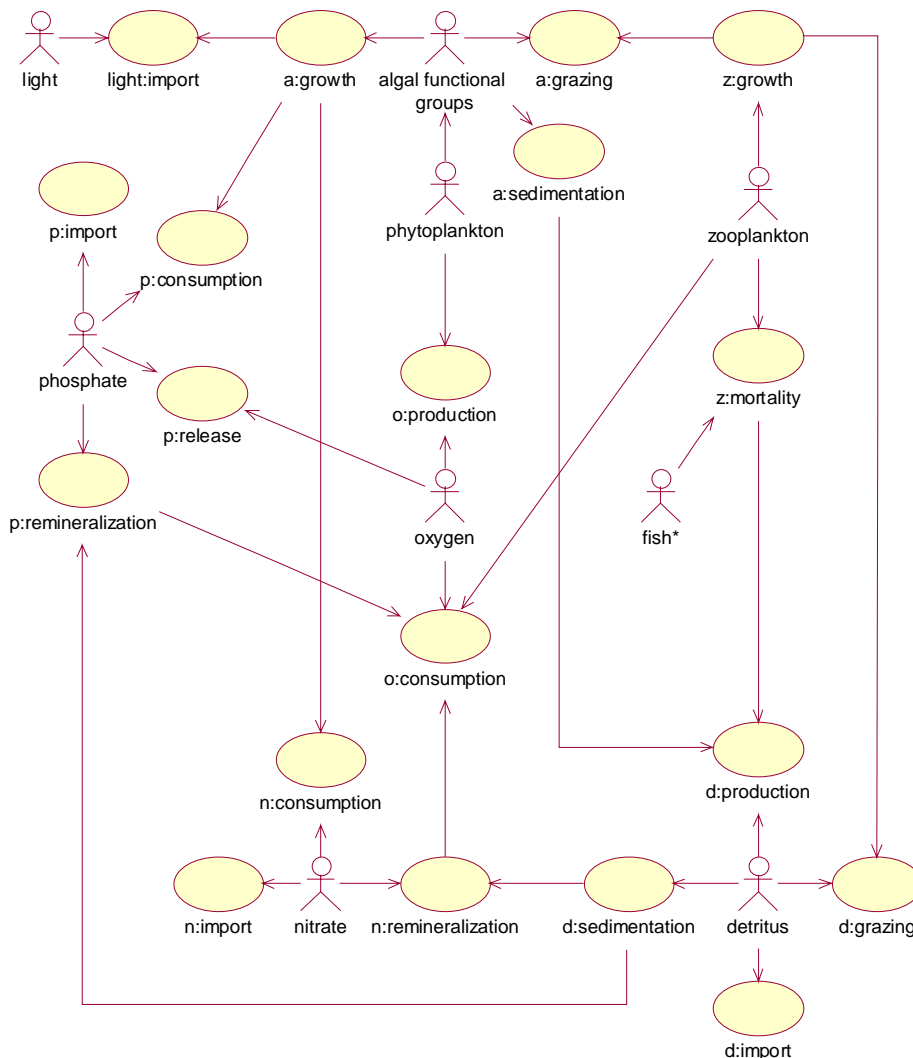 light
light:import
a:growth
algal functional
groups
a:grazing
z:growth
a:sedimentation
p:import
p:consumption
phytoplankton
zooplankton
phosphate
p:release
o:production
z:mortality
p:remineralization
oxygen
fish*
o:consumption
n:consumption
d:production
n:import
nitrate
n:remineralization
d:sedimentation
detritus
d:grazing
d:import